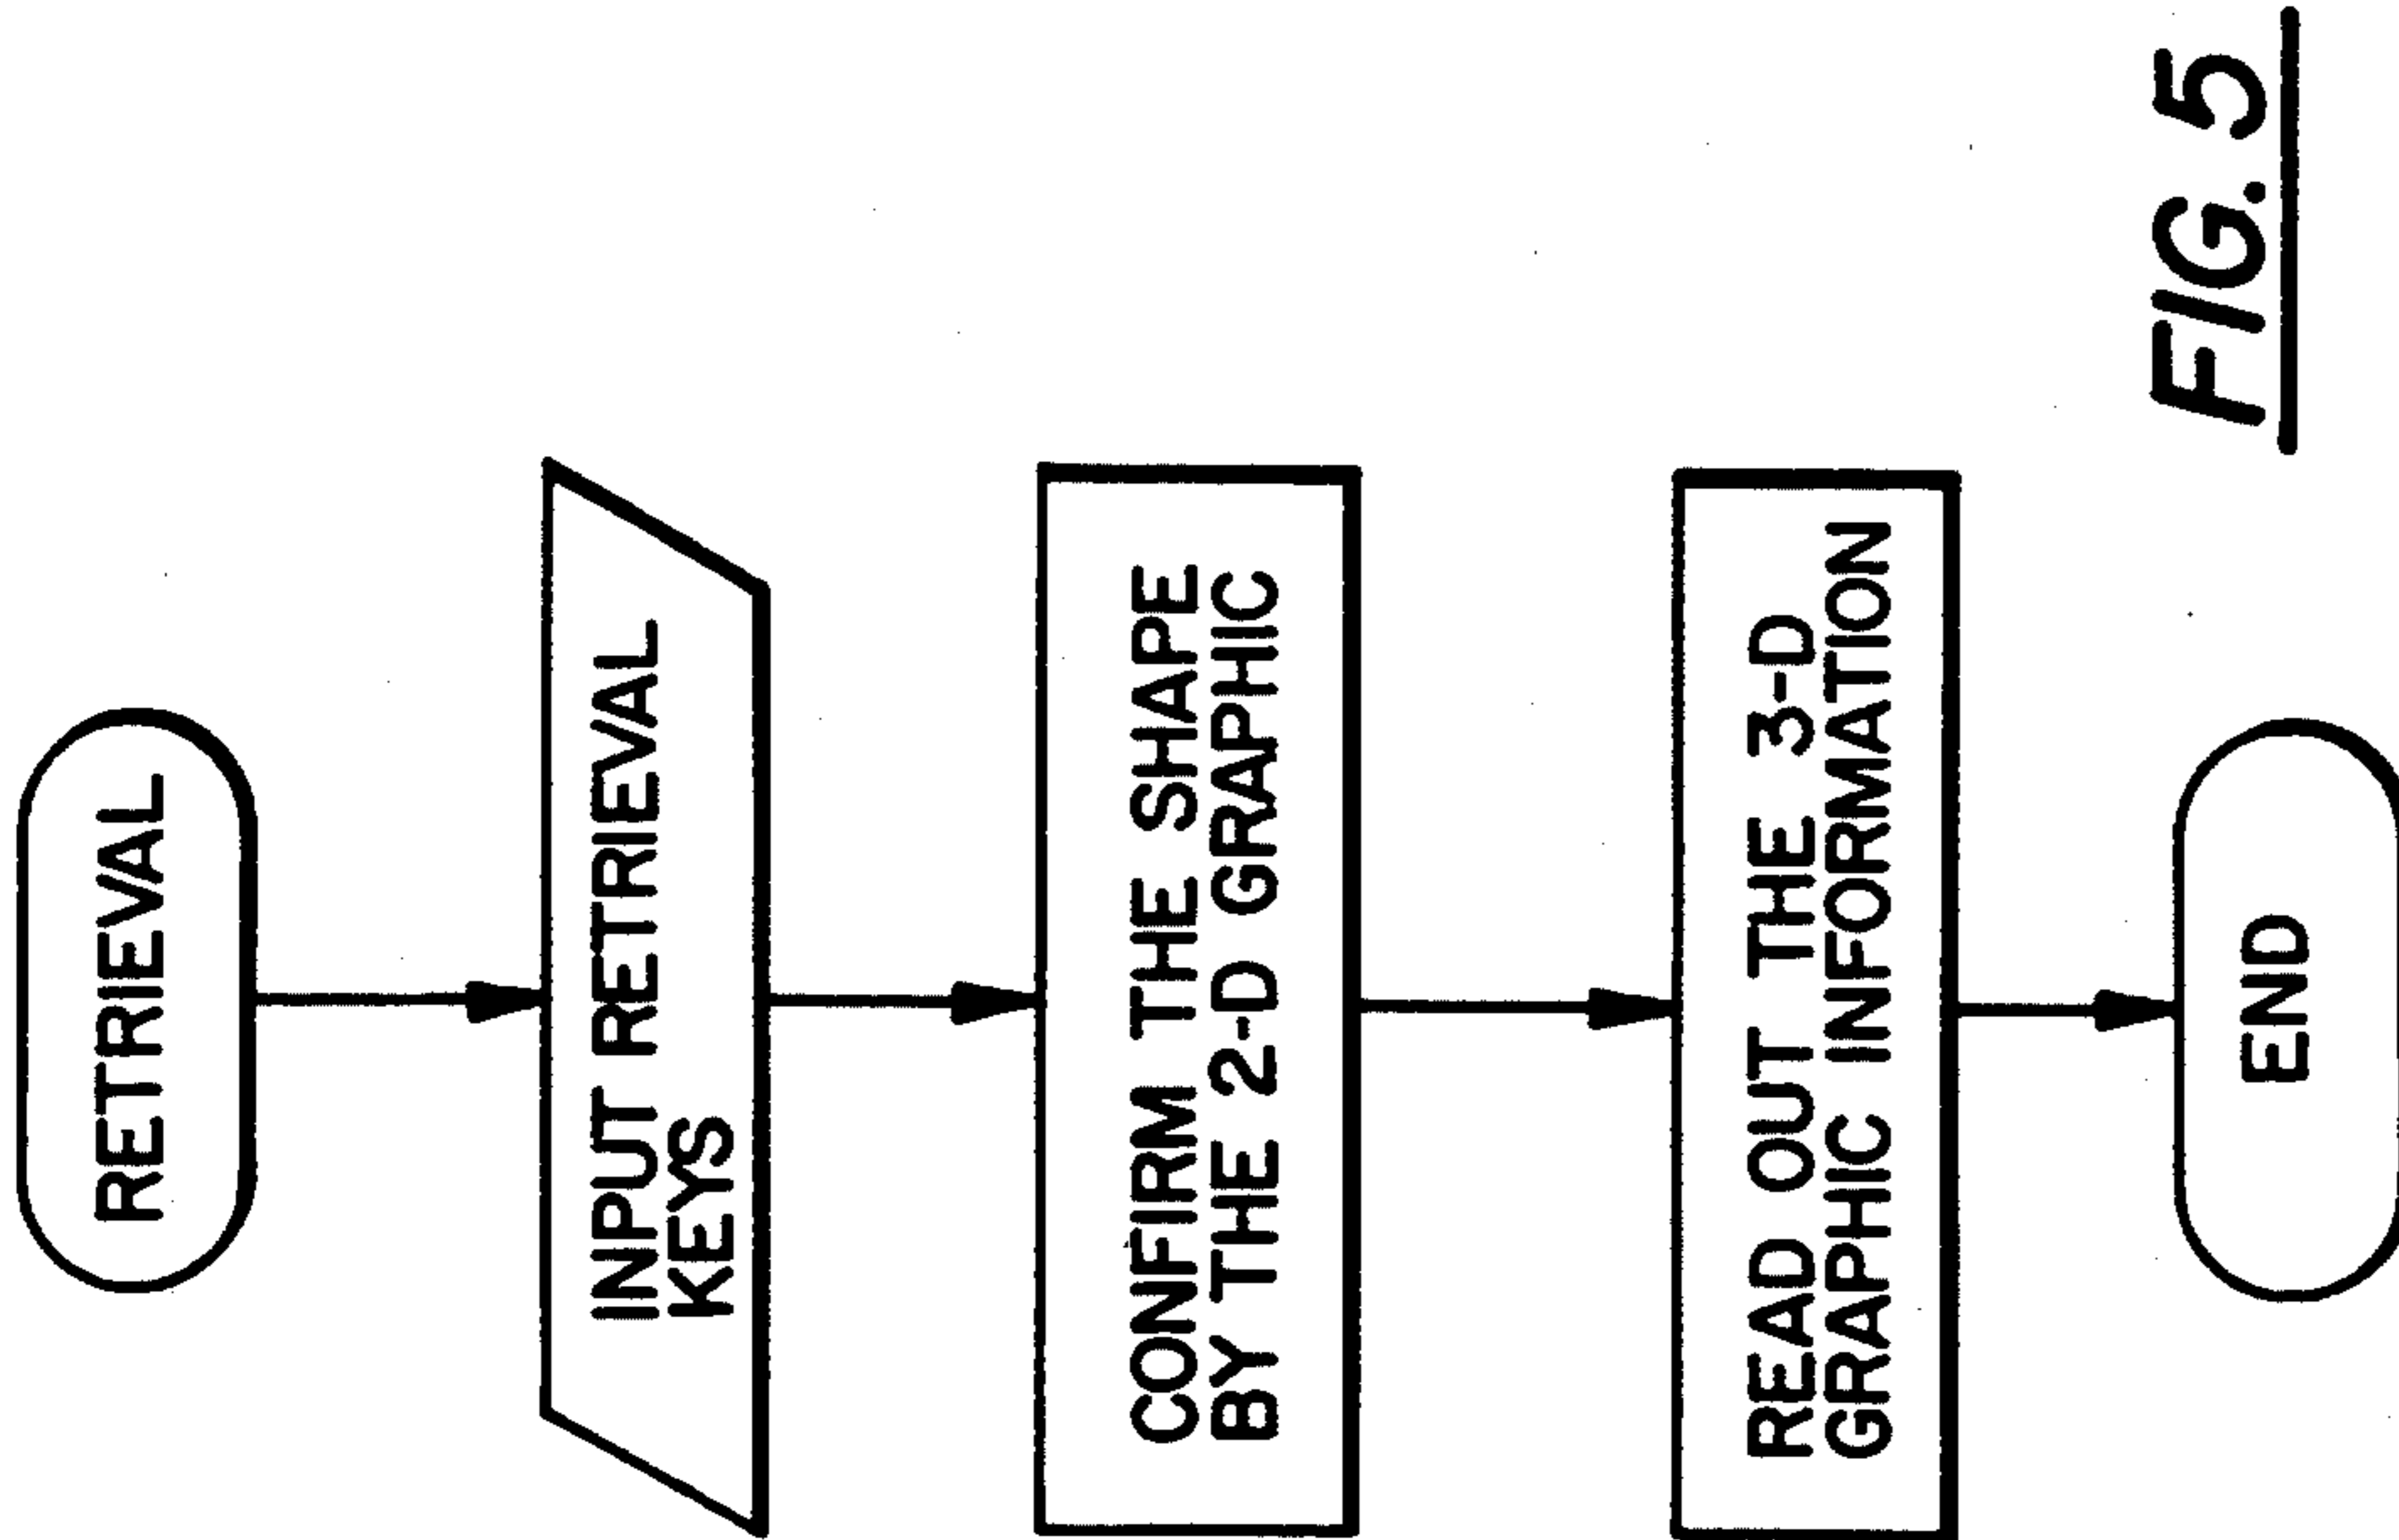 RETRIEVAL
INPUT RETRIEVAL
KEYS
CONFIRM THE SHAPE
BY THE 2-D GRAPHIC
READ OUT THE 3-D
GRAPHIC INFORMATION
END
FIG. 5